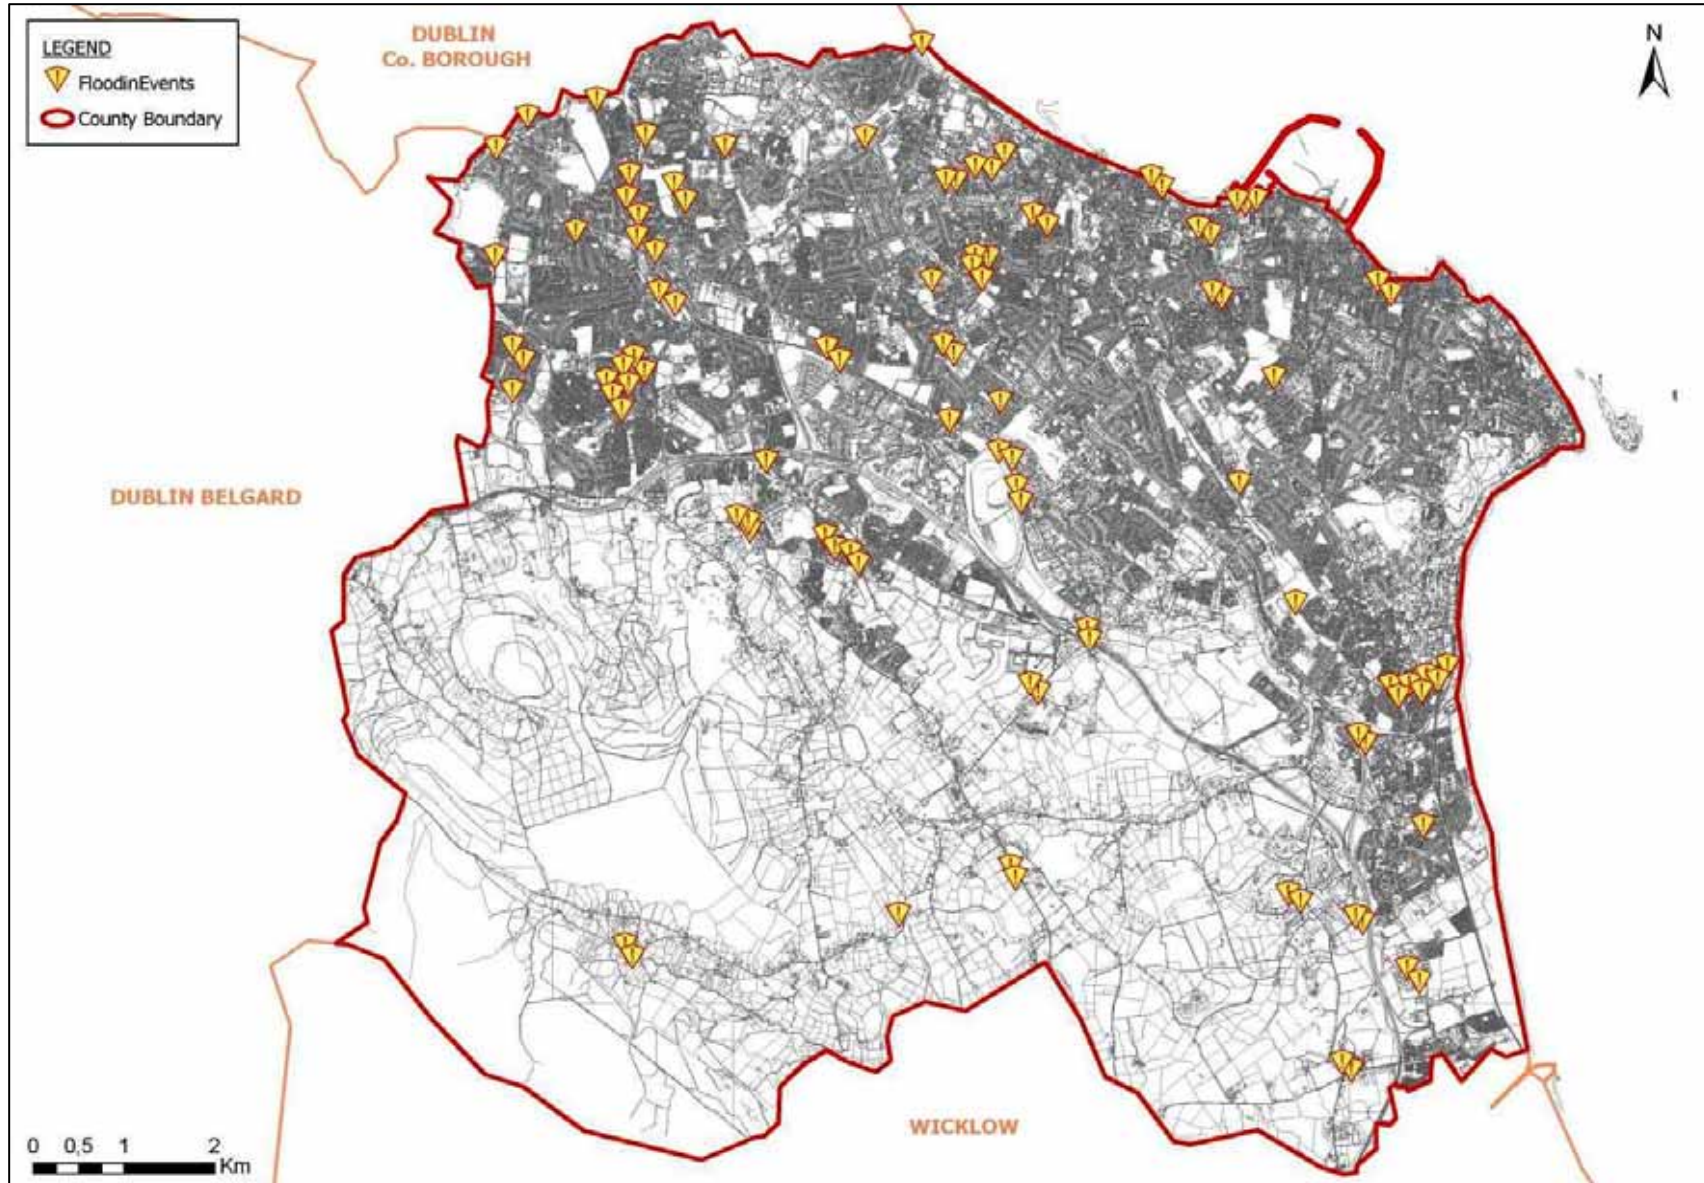 LEGEND
FloodinEvents
County Boundary
DUBLIN
Co. BOROUGH
N
DUBLIN BELGARD
WICKLOW
0 0,5 1 2
Km